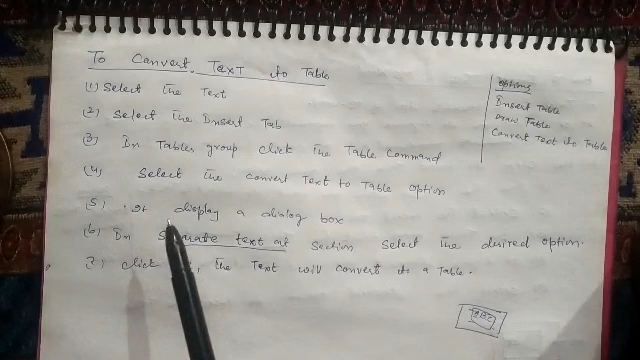 To Convert Text to Table
(1) Select the Text
(2) Select the Insert Tab
(3) In Tables group click the Table Command
(4) Select the convert Text to Table option
(5) It display a dialog box
(6) In Separate text at Section Select the desired option.
(7) click the Text will convert to a Table.
options
Insert Table
Draw Table
Convert Text to Table
ABC